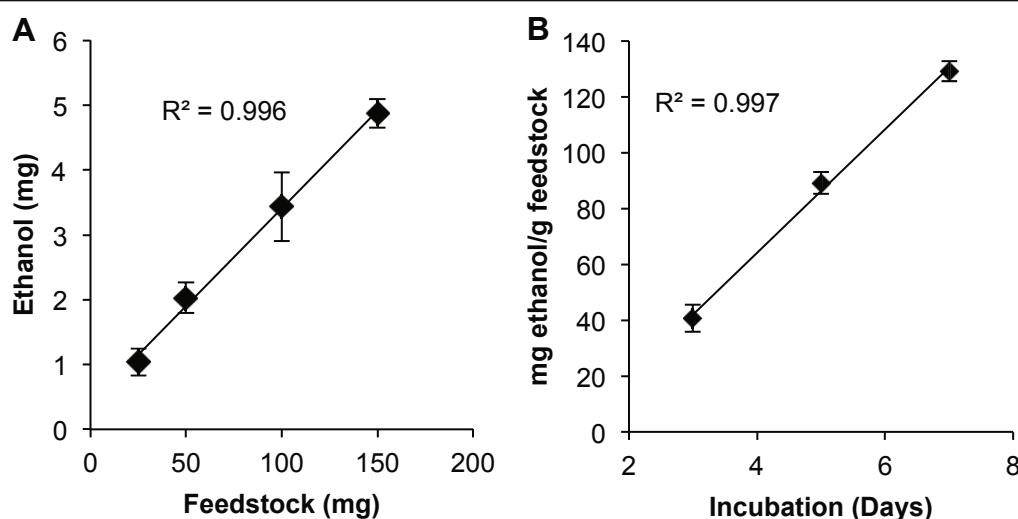 A
6
5
4
3
2
1
0
R² = 0.996
Ethanol (mg)
0 50 100 150 200
Feedstock (mg)
B
140
120
100
80
60
40
20
0
R² = 0.997
mg ethanol/g feedstock
2 4 6 8
Incubation (Days)